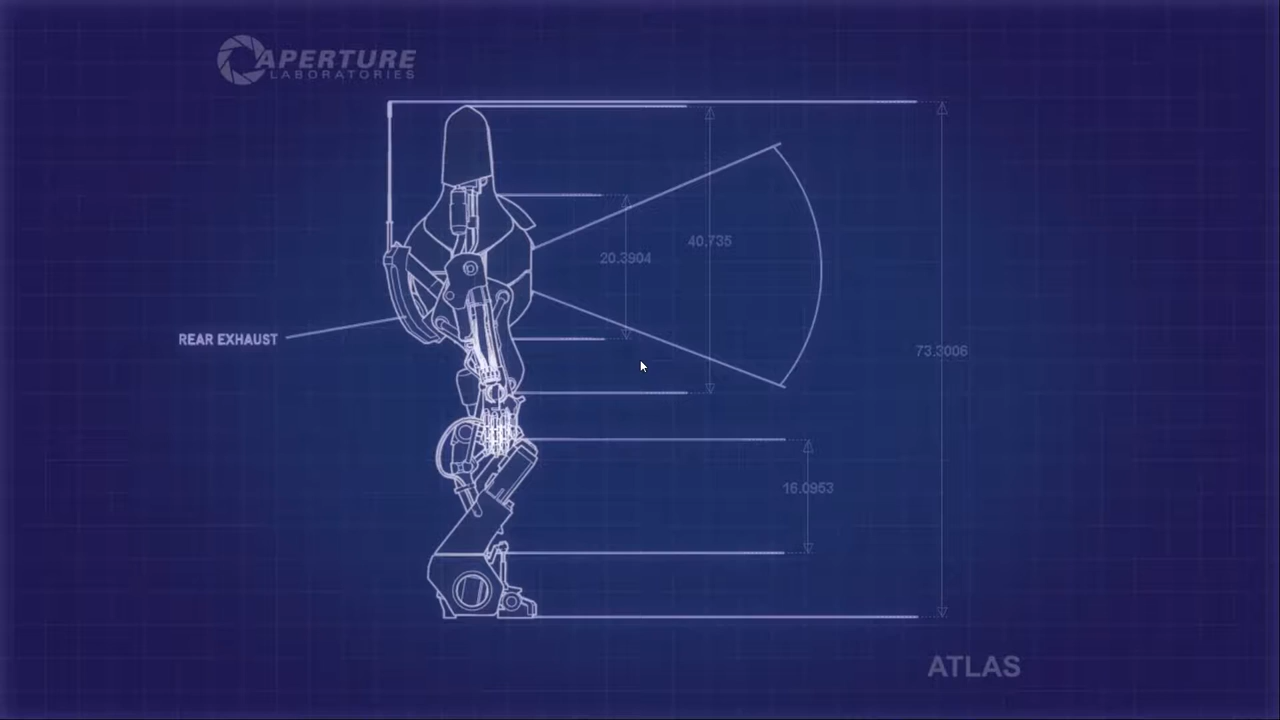 APERTURE
LABORATORIES
40.735
20.3904
REAR EXHAUST
73.3006
16.0953
ATLAS